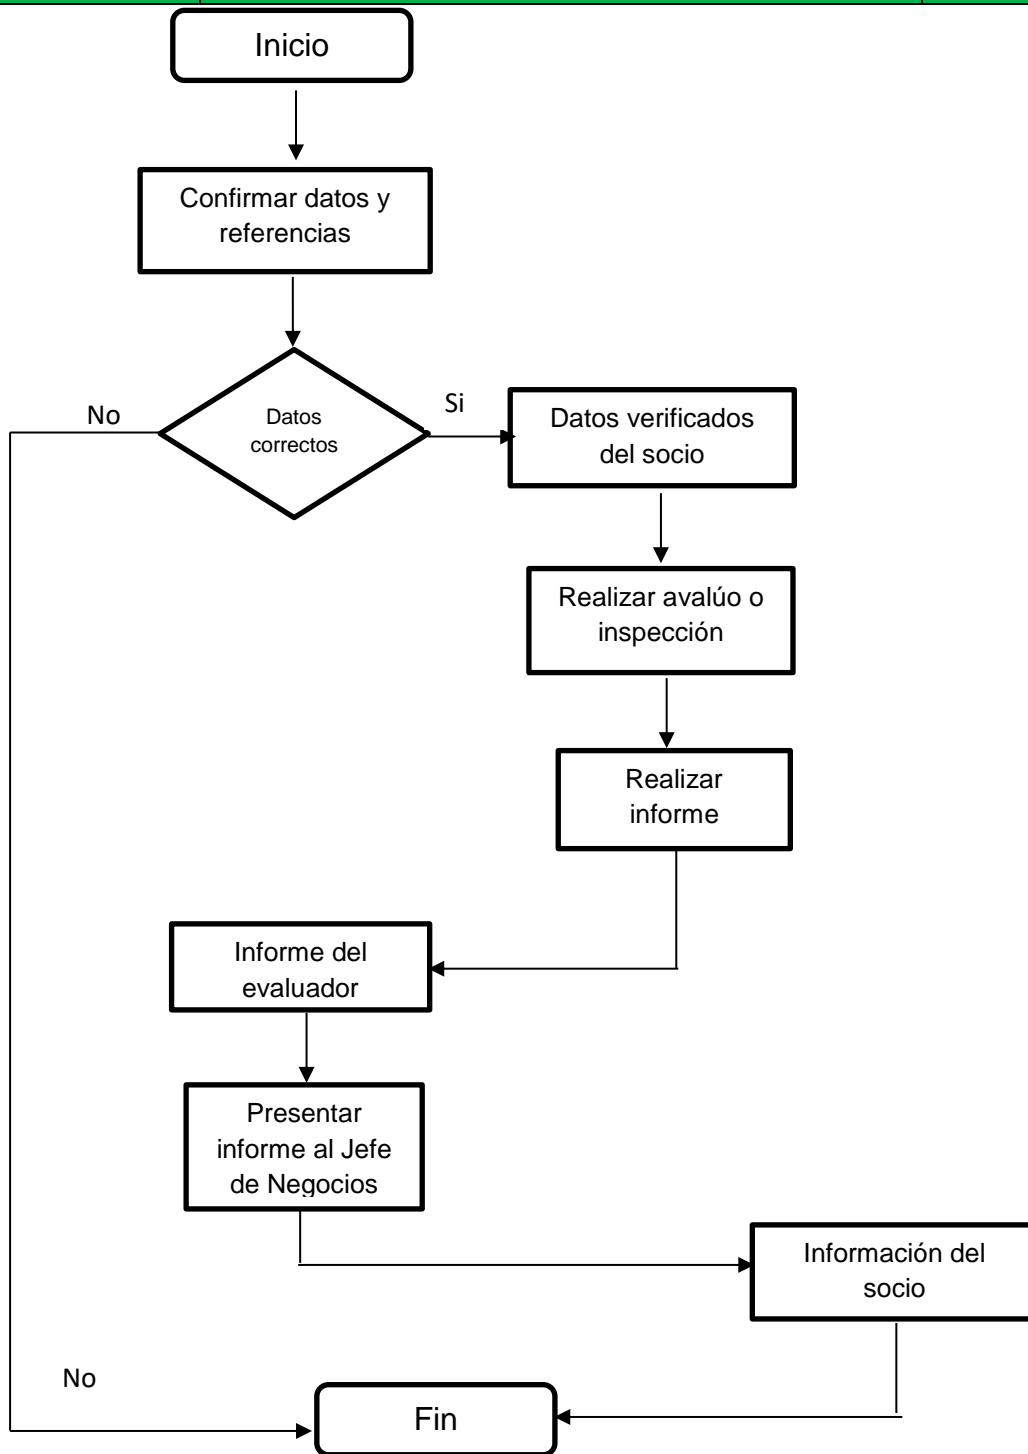 Inicio
Confirmar datos y
referencias
No
Datos
correctos
Si
Datos verificados
del socio
Realizar avalúo o
inspección
Realizar
informe
Informe del
evaluador
Presentar
informe al Jefe
de Negocios
Información del
socio
No
Fin